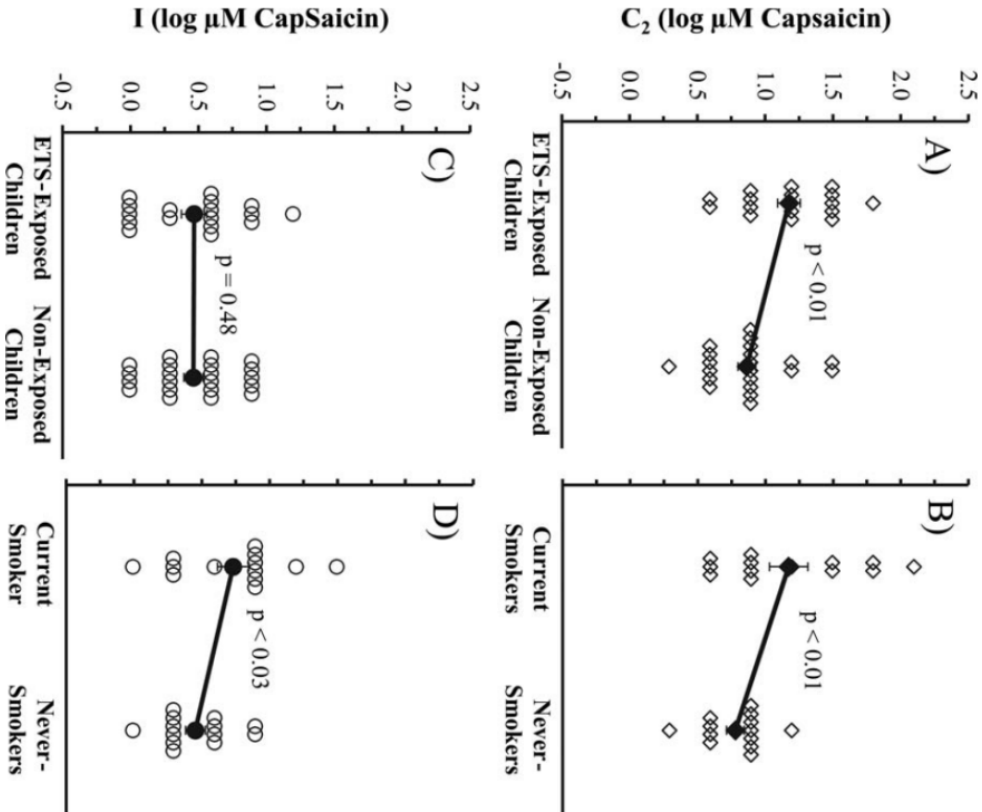 C₂ (log μM Capsaicin)
2.5
2.0
1.5
1.0
0.5
0.0
-0.5
A)
p < 0.01
ETS-Exposed
Children
Non-Exposed
Children
B)
p < 0.01
Current
Smokers
Never-
Smokers
I (log μM CapSaicin)
2.5
2.0
1.5
1.0
0.5
0.0
-0.5
C)
p = 0.48
ETS-Exposed
Children
Non-Exposed
Children
D)
p < 0.03
Current
Smoker
Never-
Smokers